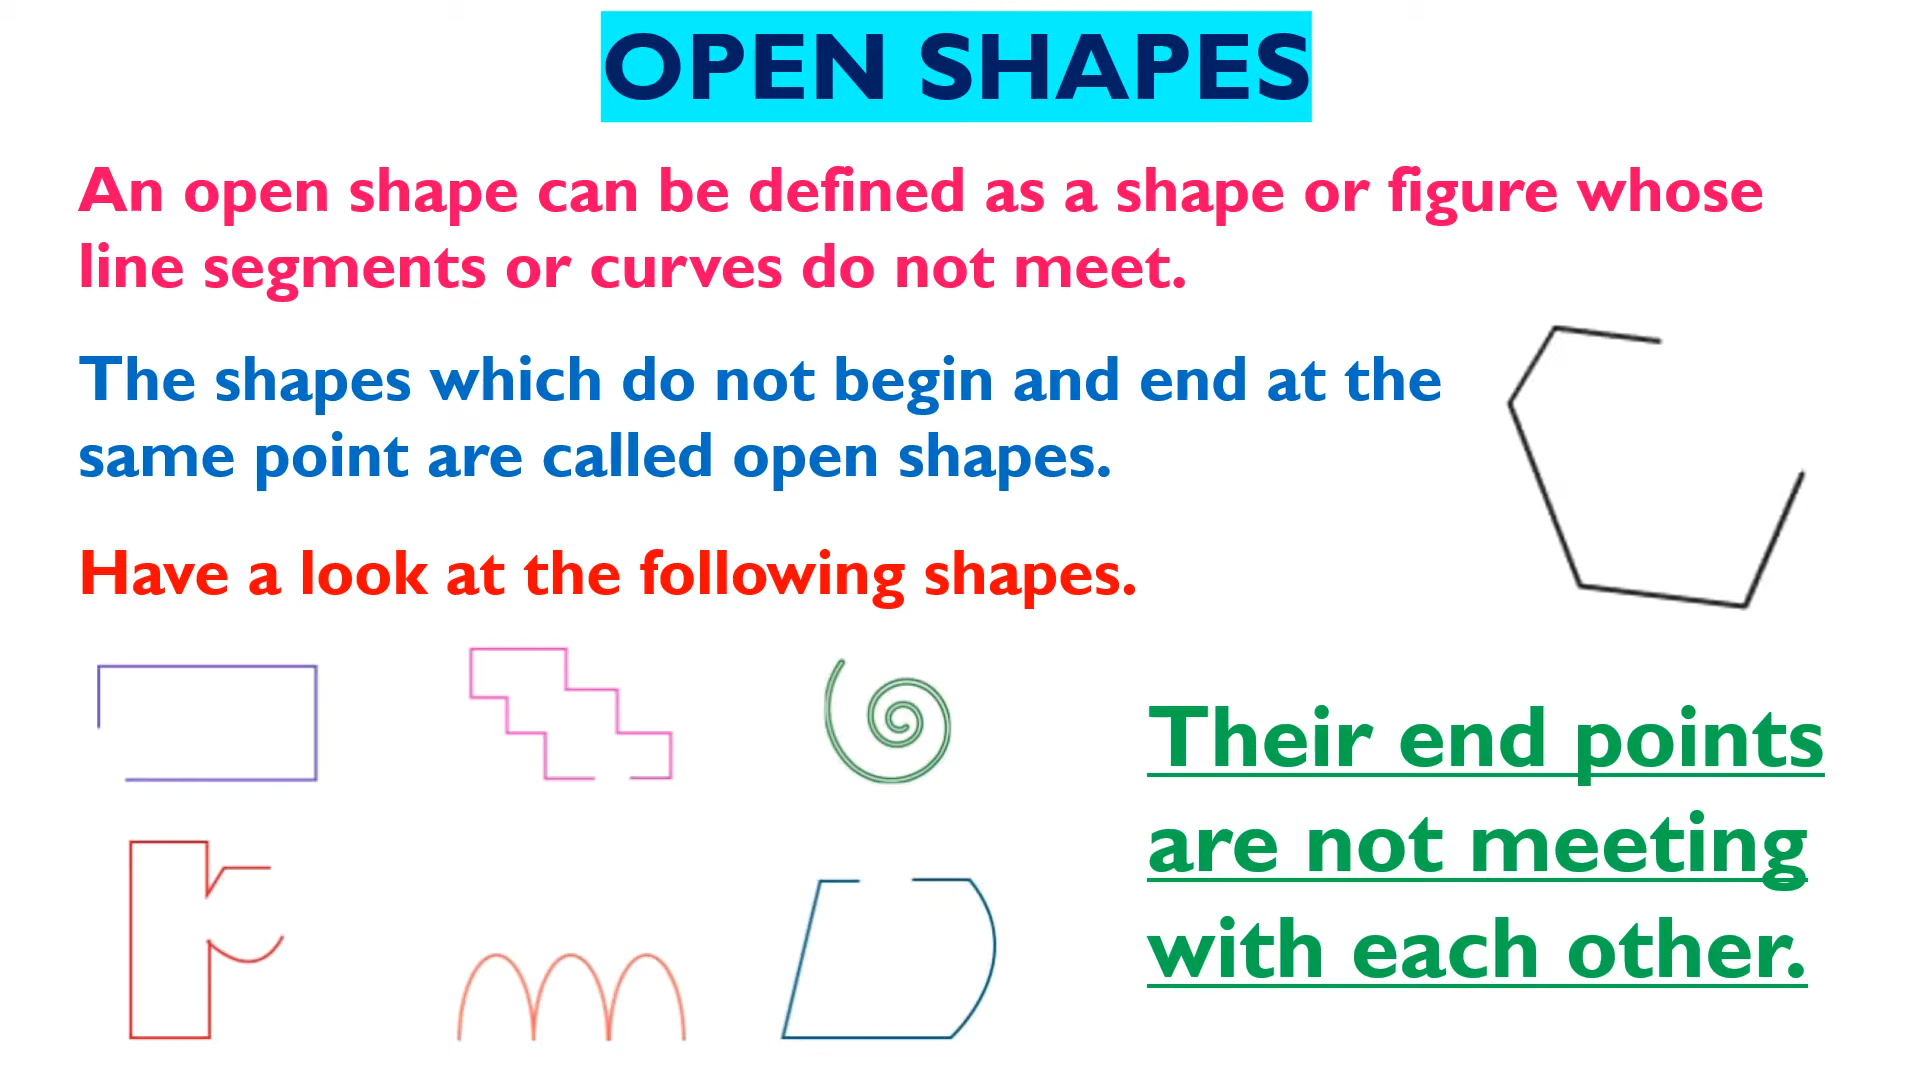 OPEN SHAPES
An open shape can be defined as a shape or figure whose
line segments or curves do not meet.
The shapes which do not begin and end at the
same point are called open shapes.
Have a look at the following shapes.
Their end points
are not meeting
with each other.